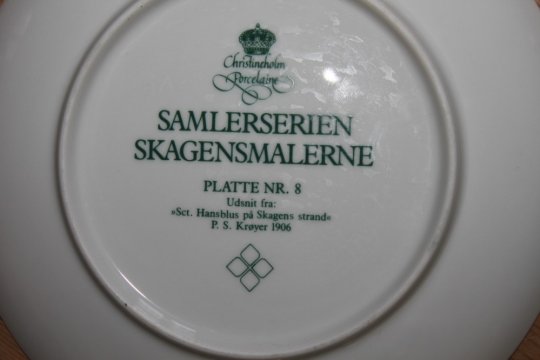 Christineholm
Porcelaine
SAMLERSERIEN
SKAGENSMALERNE
PLATTE NR. 8
Udsnit fra:
»Sct. Hansblus på Skagens strand«
P. S. Krøyer 1906